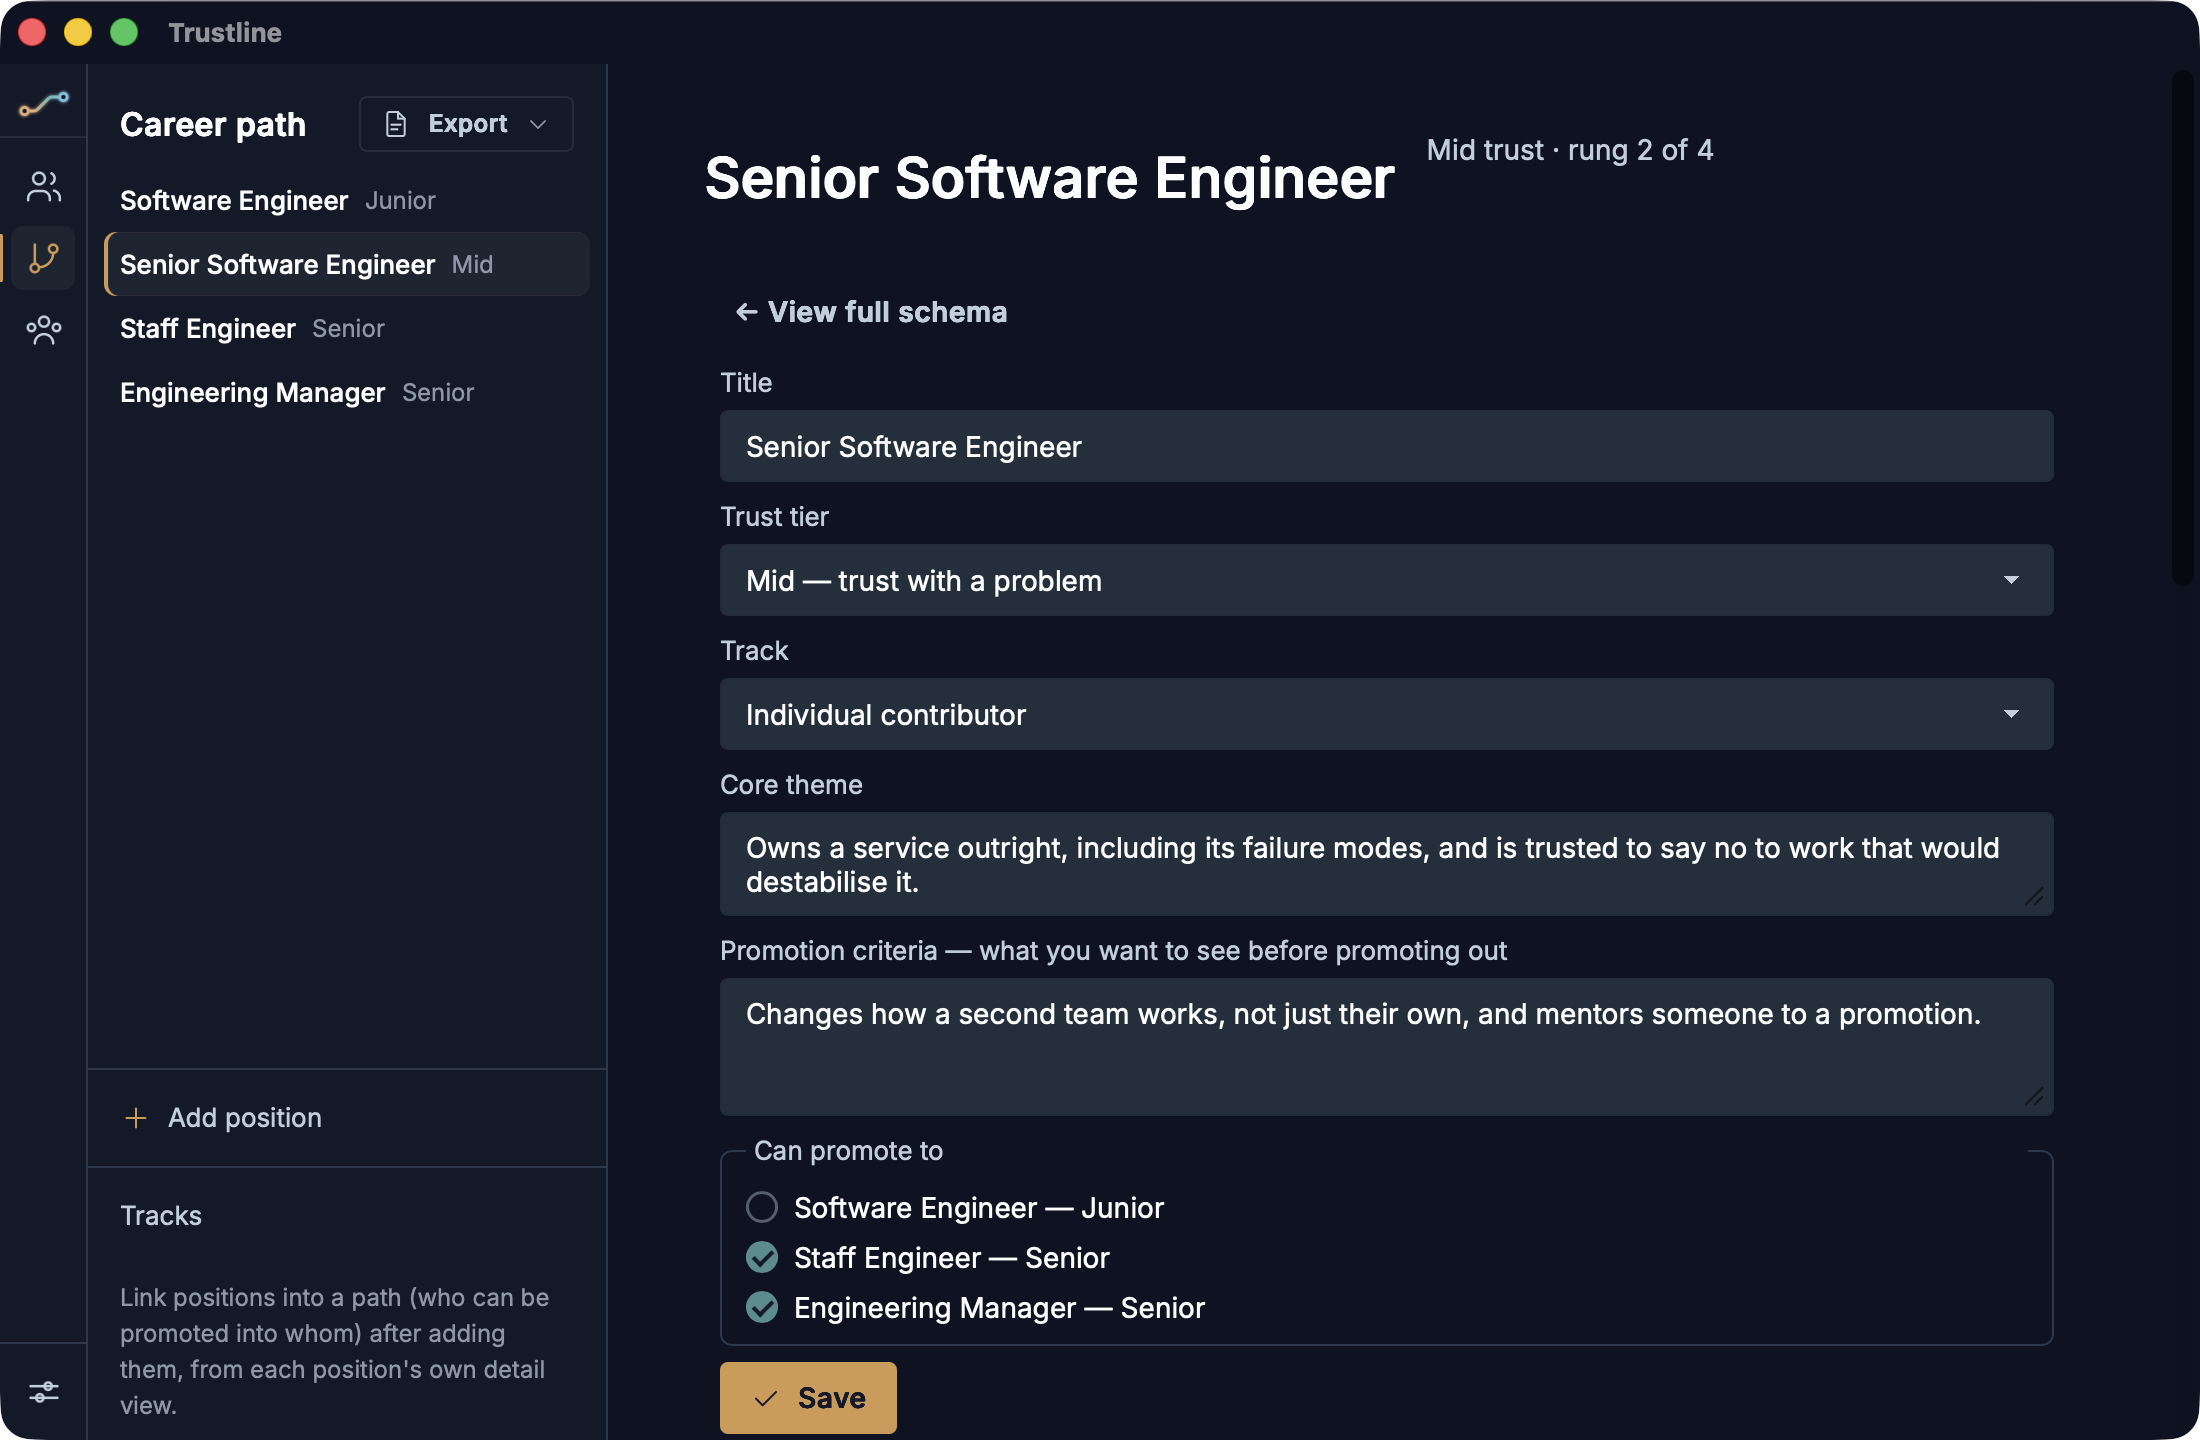 Trustline
Career path
Export
Software Engineer Junior
Senior Software Engineer Mid
Staff Engineer Senior
Engineering Manager Senior
Add position
Tracks
Link positions into a path (who can be
promoted into whom) after adding
them, from each position's own detail
view.
Senior Software Engineer
Mid trust · rung 2 of 4
← View full schema
Title
Senior Software Engineer
Trust tier
Mid — trust with a problem
Track
Individual contributor
Core theme
Owns a service outright, including its failure modes, and is trusted to say no to work that would
destabilise it.
Promotion criteria — what you want to see before promoting out
Changes how a second team works, not just their own, and mentors someone to a promotion.
Can promote to
Software Engineer — Junior
Staff Engineer — Senior
Engineering Manager — Senior
Save